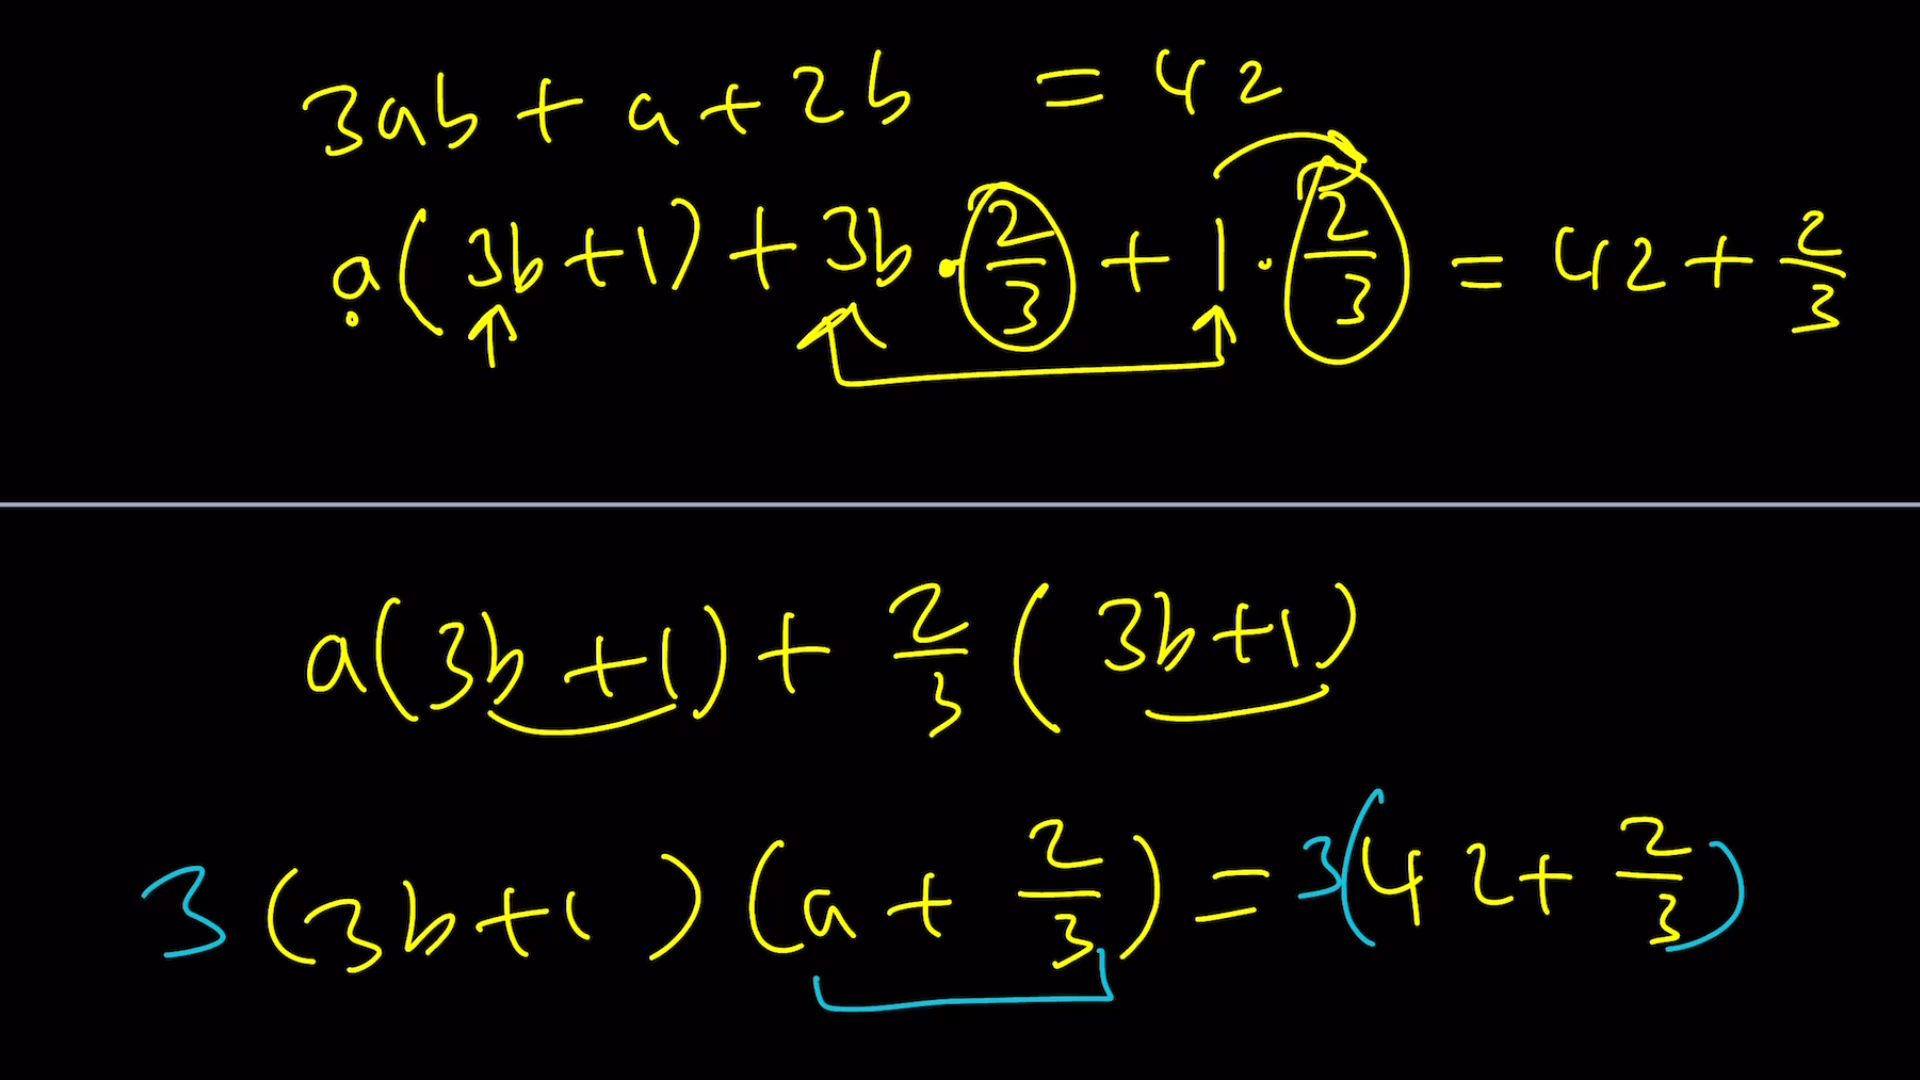 3ab + a + 2b = 42
a(3b+1) + 3b · 2/3 + 1 · 2/3 = 42 + 2/3
a(3b+1) + 2/3 (3b+1)
3(3b+1)(a + 2/3) = 3(42 + 2/3)